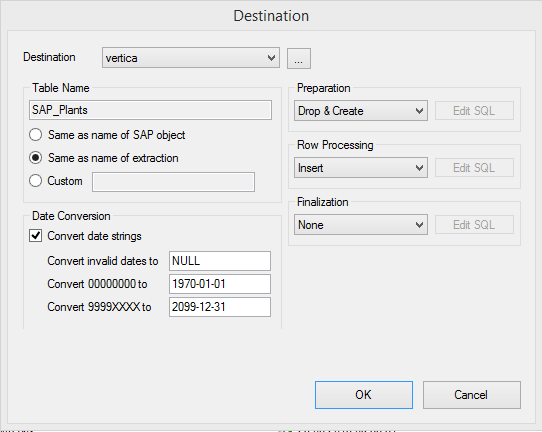 Destination
Destination
vertica
...
Table Name
SAP_Plants
Same as name of SAP object
Same as name of extraction
Custom
Preparation
Drop & Create
Edit SQL
Row Processing
Insert
Edit SQL
Finalization
None
Edit SQL
Date Conversion
Convert date strings
Convert invalid dates to
NULL
Convert 00000000 to
1970-01-01
Convert 9999XXXX to
2099-12-31
OK
Cancel